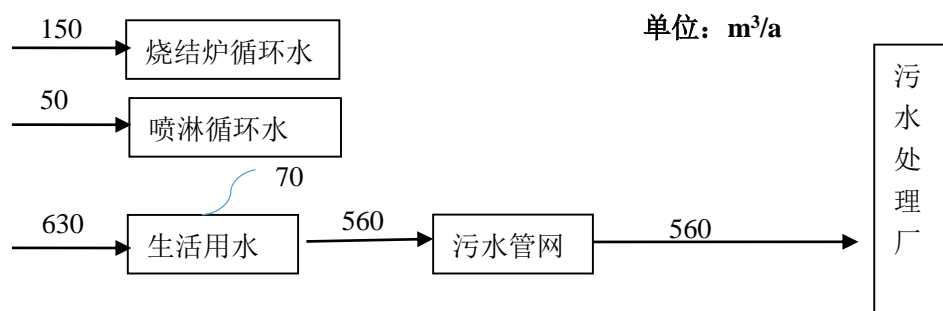 150
烧结炉循环水
单位：m³/a
50
喷淋循环水
70
630
生活用水
560
污水管网
560
污
水
处
理
厂